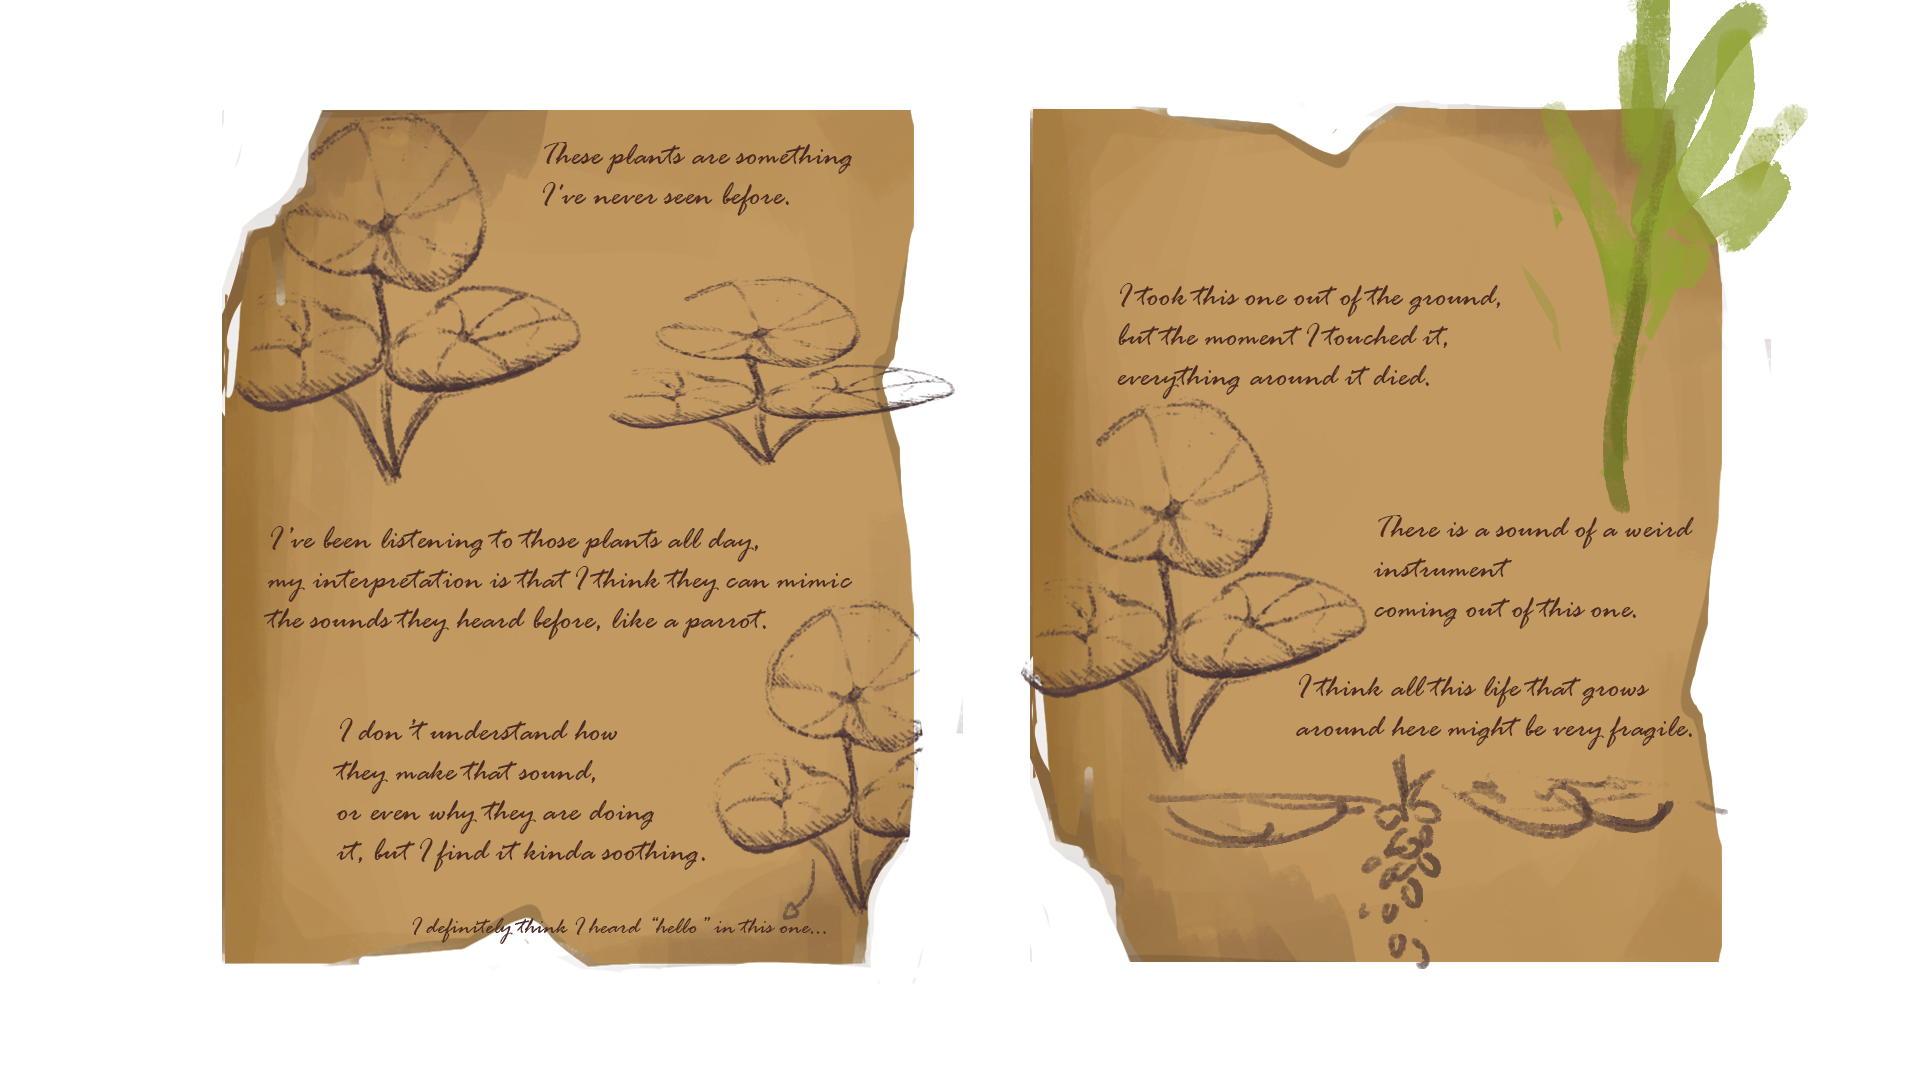 These plants are something
I've never seen before.
I've been listening to those plants all day,
my interpretation is that I think they can mimic
the sounds they heard before, like a parrot.
I don't understand how
they make that sound,
or even why they are doing
it, but I find it kinda soothing.
I definitely think I heard "hello" in this one...
I took this one out of the ground,
but the moment I touched it,
everything around it died.
There is a sound of a weird
instrument
coming out of this one.
I think all this life that grows
around here might be very fragile.